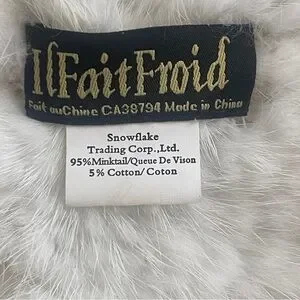 IlFaitFroid
Fait auChine CA38794 Made in China
Snowflake
Trading Corp.,Ltd.
95%Minktail/Queue De Vison
5% Cotton/ Coton